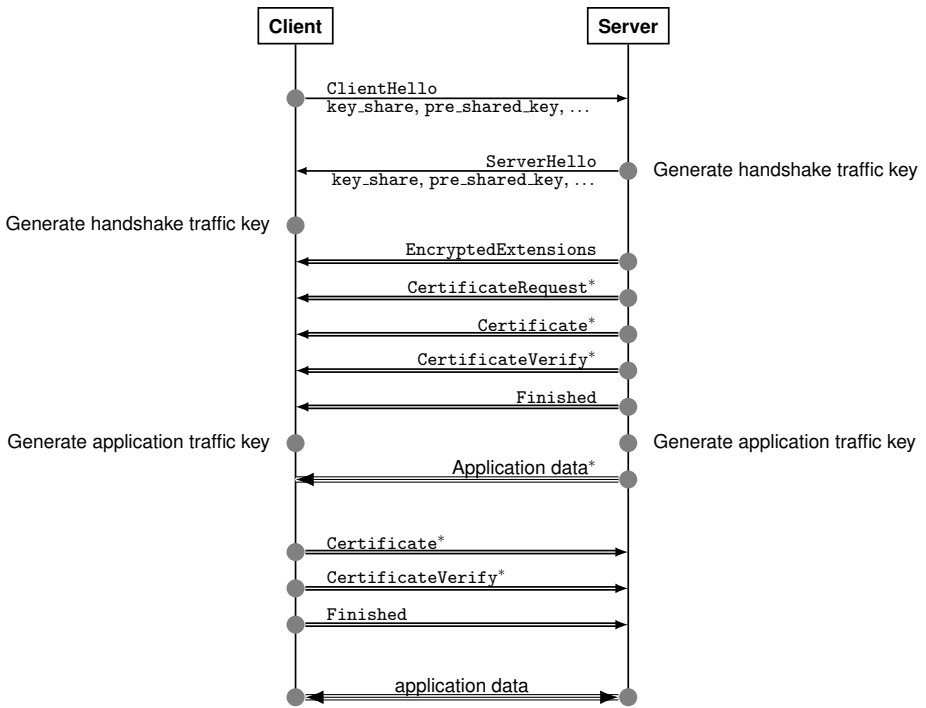 Client
Server
ClientHello
key_share, pre_shared_key, ...
ServerHello
Generate handshake traffic key
key_share, pre_shared_key, ...
Generate handshake traffic key
EncryptedExtensions
CertificateRequest*
Certificate*
CertificateVerify*
Finished
Generate application traffic key
Generate application traffic key
Application data*
Certificate*
CertificateVerify*
Finished
application data